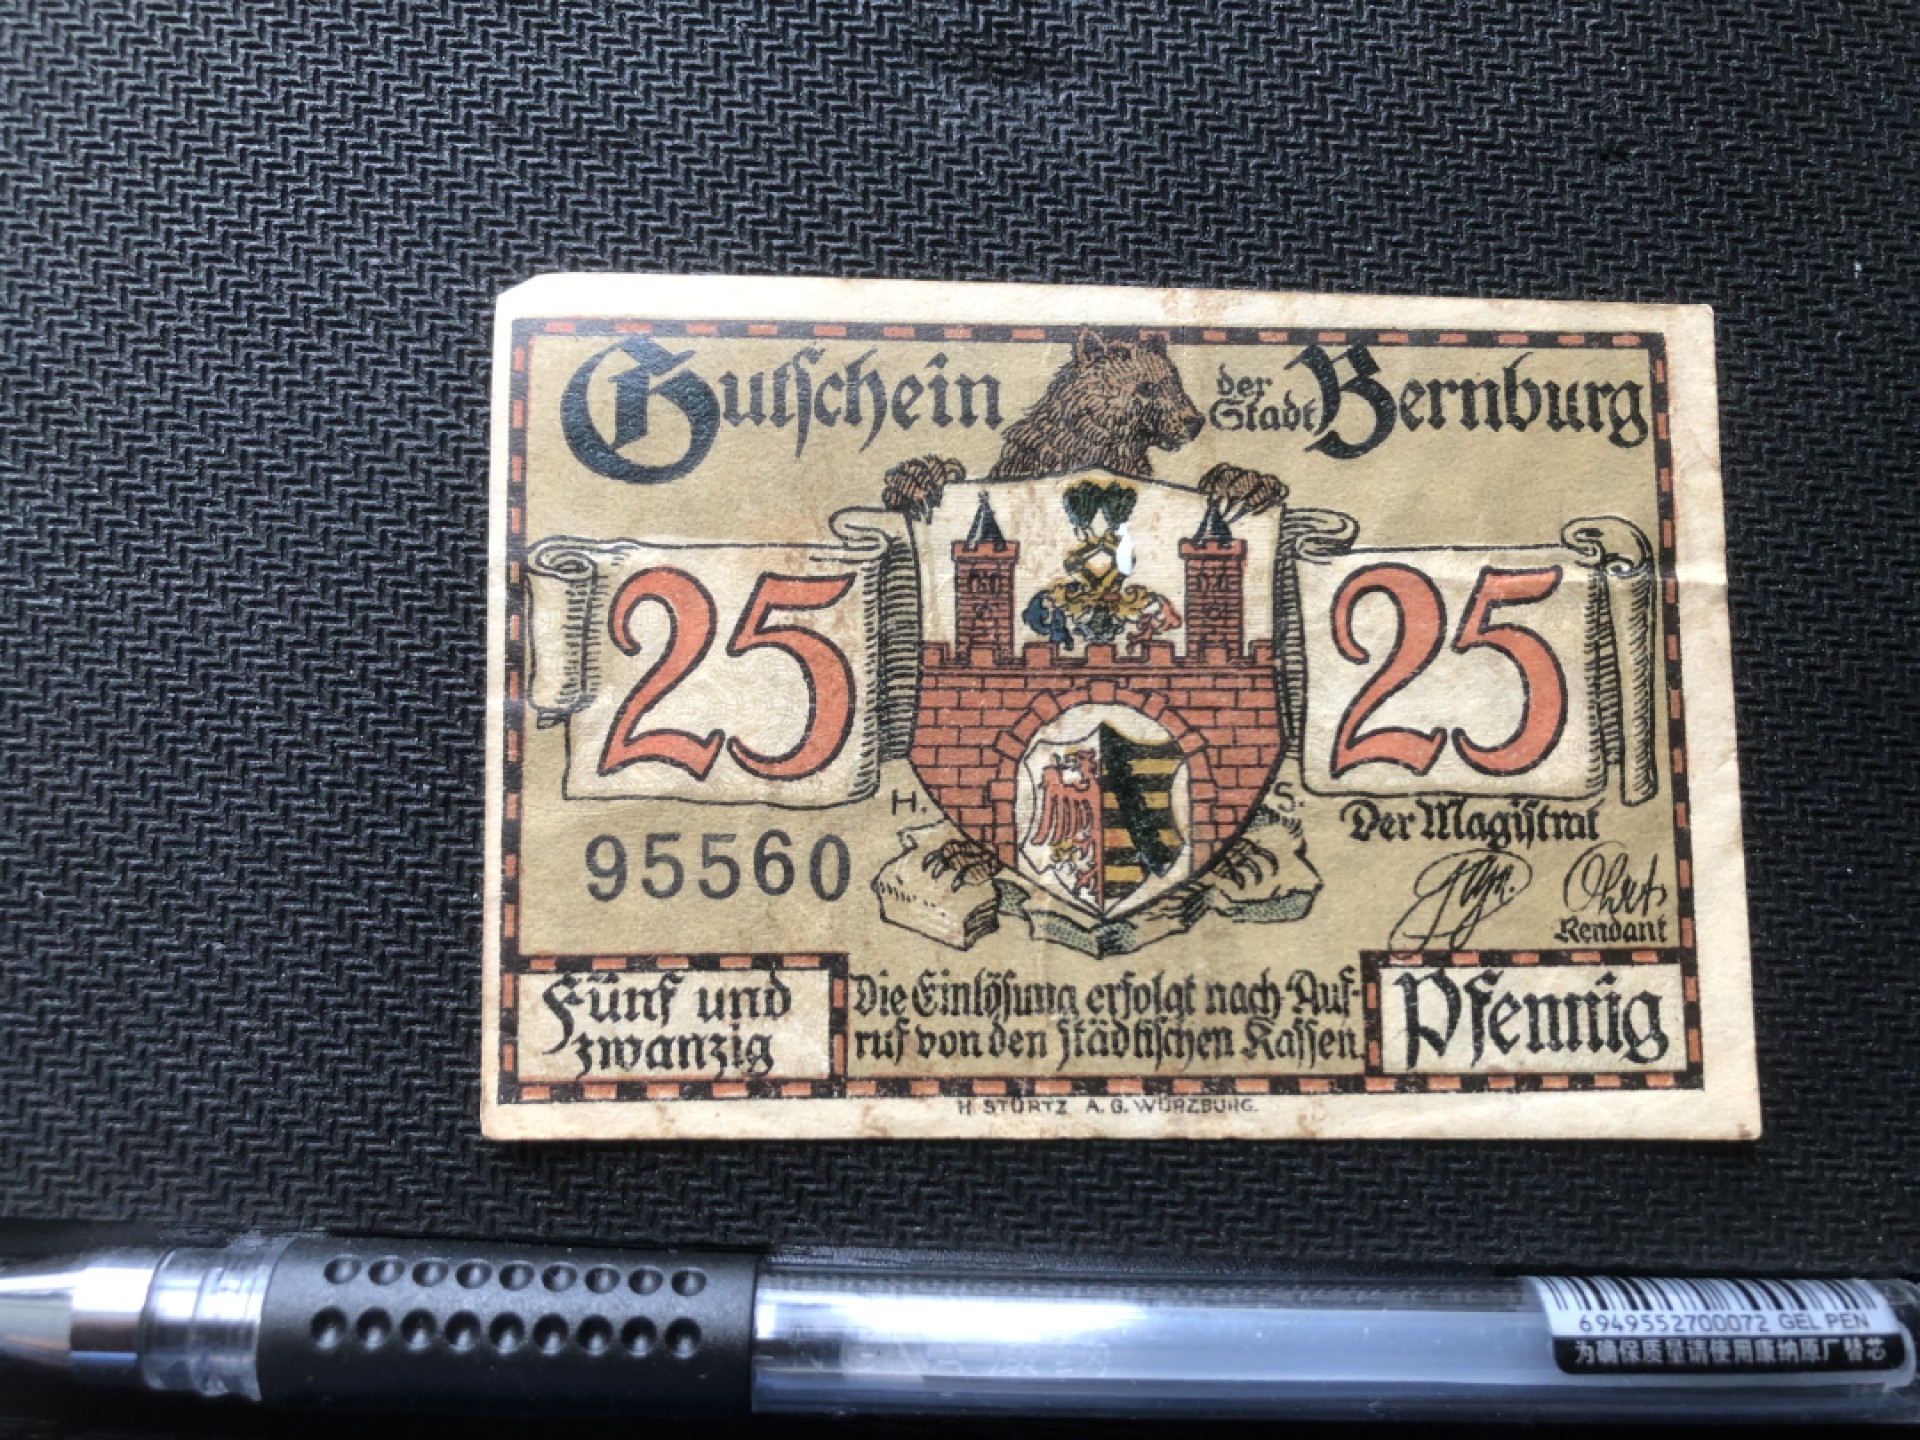 Gutschein der Stadt Bernburg
25 25
H. S.
95560
Der Magistrat
Rendant
Fünf und zwanzig
Die Einlösung erfolgt nach Auf-
ruf von den städtischen Kassen.
Pfennig
H. STÜRTZ A. G. WÜRZBURG.
6949552700072 GEL PEN
为确保质量请使用康纳原厂替芯